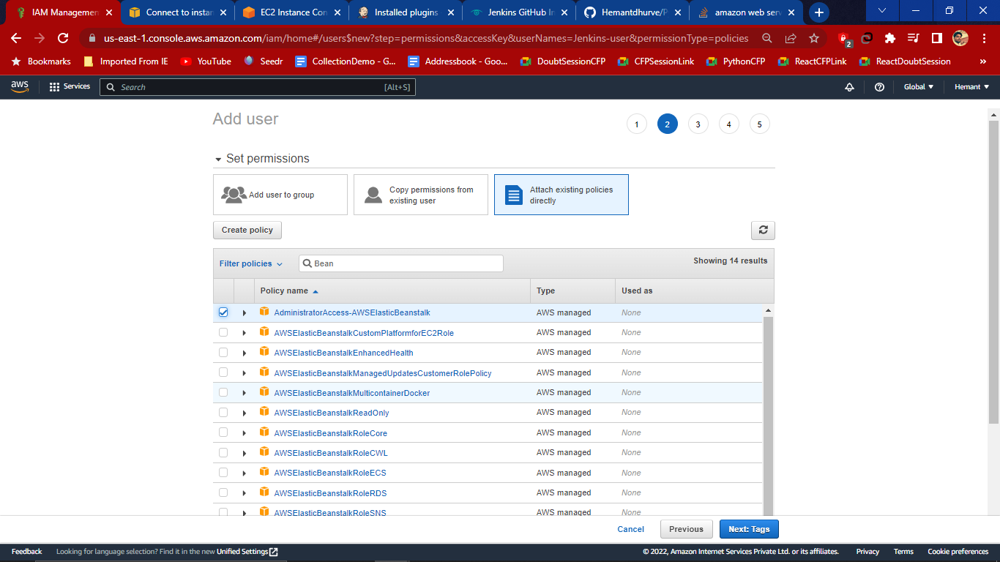 IAM Managemen
Connect to instan
EC2 Instance Con
Installed plugins
Jenkins GitHub In
Hemantdhurve/P
amazon web serv
us-east-1.console.aws.amazon.com/iam/home#/users$new?step=permissions&accessKey&userNames=Jenkins-user&permissionType=policies
2
Bookmarks
Imported From IE
YouTube
Seedr
CollectionDemo - G...
Addressbook - Goo...
DoubtSessionCFP
CFPSessionLink
PythonCFP
ReactCFPLink
ReactDoubtSession
»
aws
Services
Search
[Alt+S]
Global
Hemant
Add user
1
2
3
4
5
Set permissions
Add user to group
Copy permissions from
existing user
Attach existing policies
directly
Create policy
Filter policies
Bean
Showing 14 results
Policy name
Type
Used as
AdministratorAccess-AWSElasticBeanstalk AWS managed None
AWSElasticBeanstalkCustomPlatformforEC2Role AWS managed None
AWSElasticBeanstalkEnhancedHealth AWS managed None
AWSElasticBeanstalkManagedUpdatesCustomerRolePolicy AWS managed None
AWSElasticBeanstalkMulticontainerDocker AWS managed None
AWSElasticBeanstalkReadOnly AWS managed None
AWSElasticBeanstalkRoleCore AWS managed None
AWSElasticBeanstalkRoleCWL AWS managed None
AWSElasticBeanstalkRoleECS AWS managed None
AWSElasticBeanstalkRoleRDS AWS managed None
AWSElasticBeanstalkRoleSNS AWS managed None
Cancel
Previous
Next: Tags
Feedback
Looking for language selection? Find it in the new Unified Settings
© 2022, Amazon Internet Services Private Ltd. or its affiliates.
Privacy
Terms
Cookie preferences